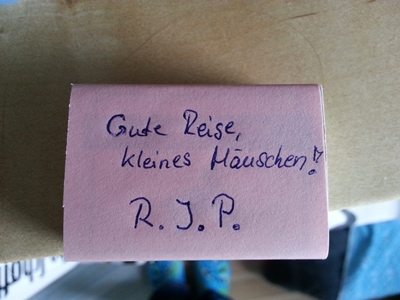 Gute Reise,
kleines Mäuschen!
R.I.P.